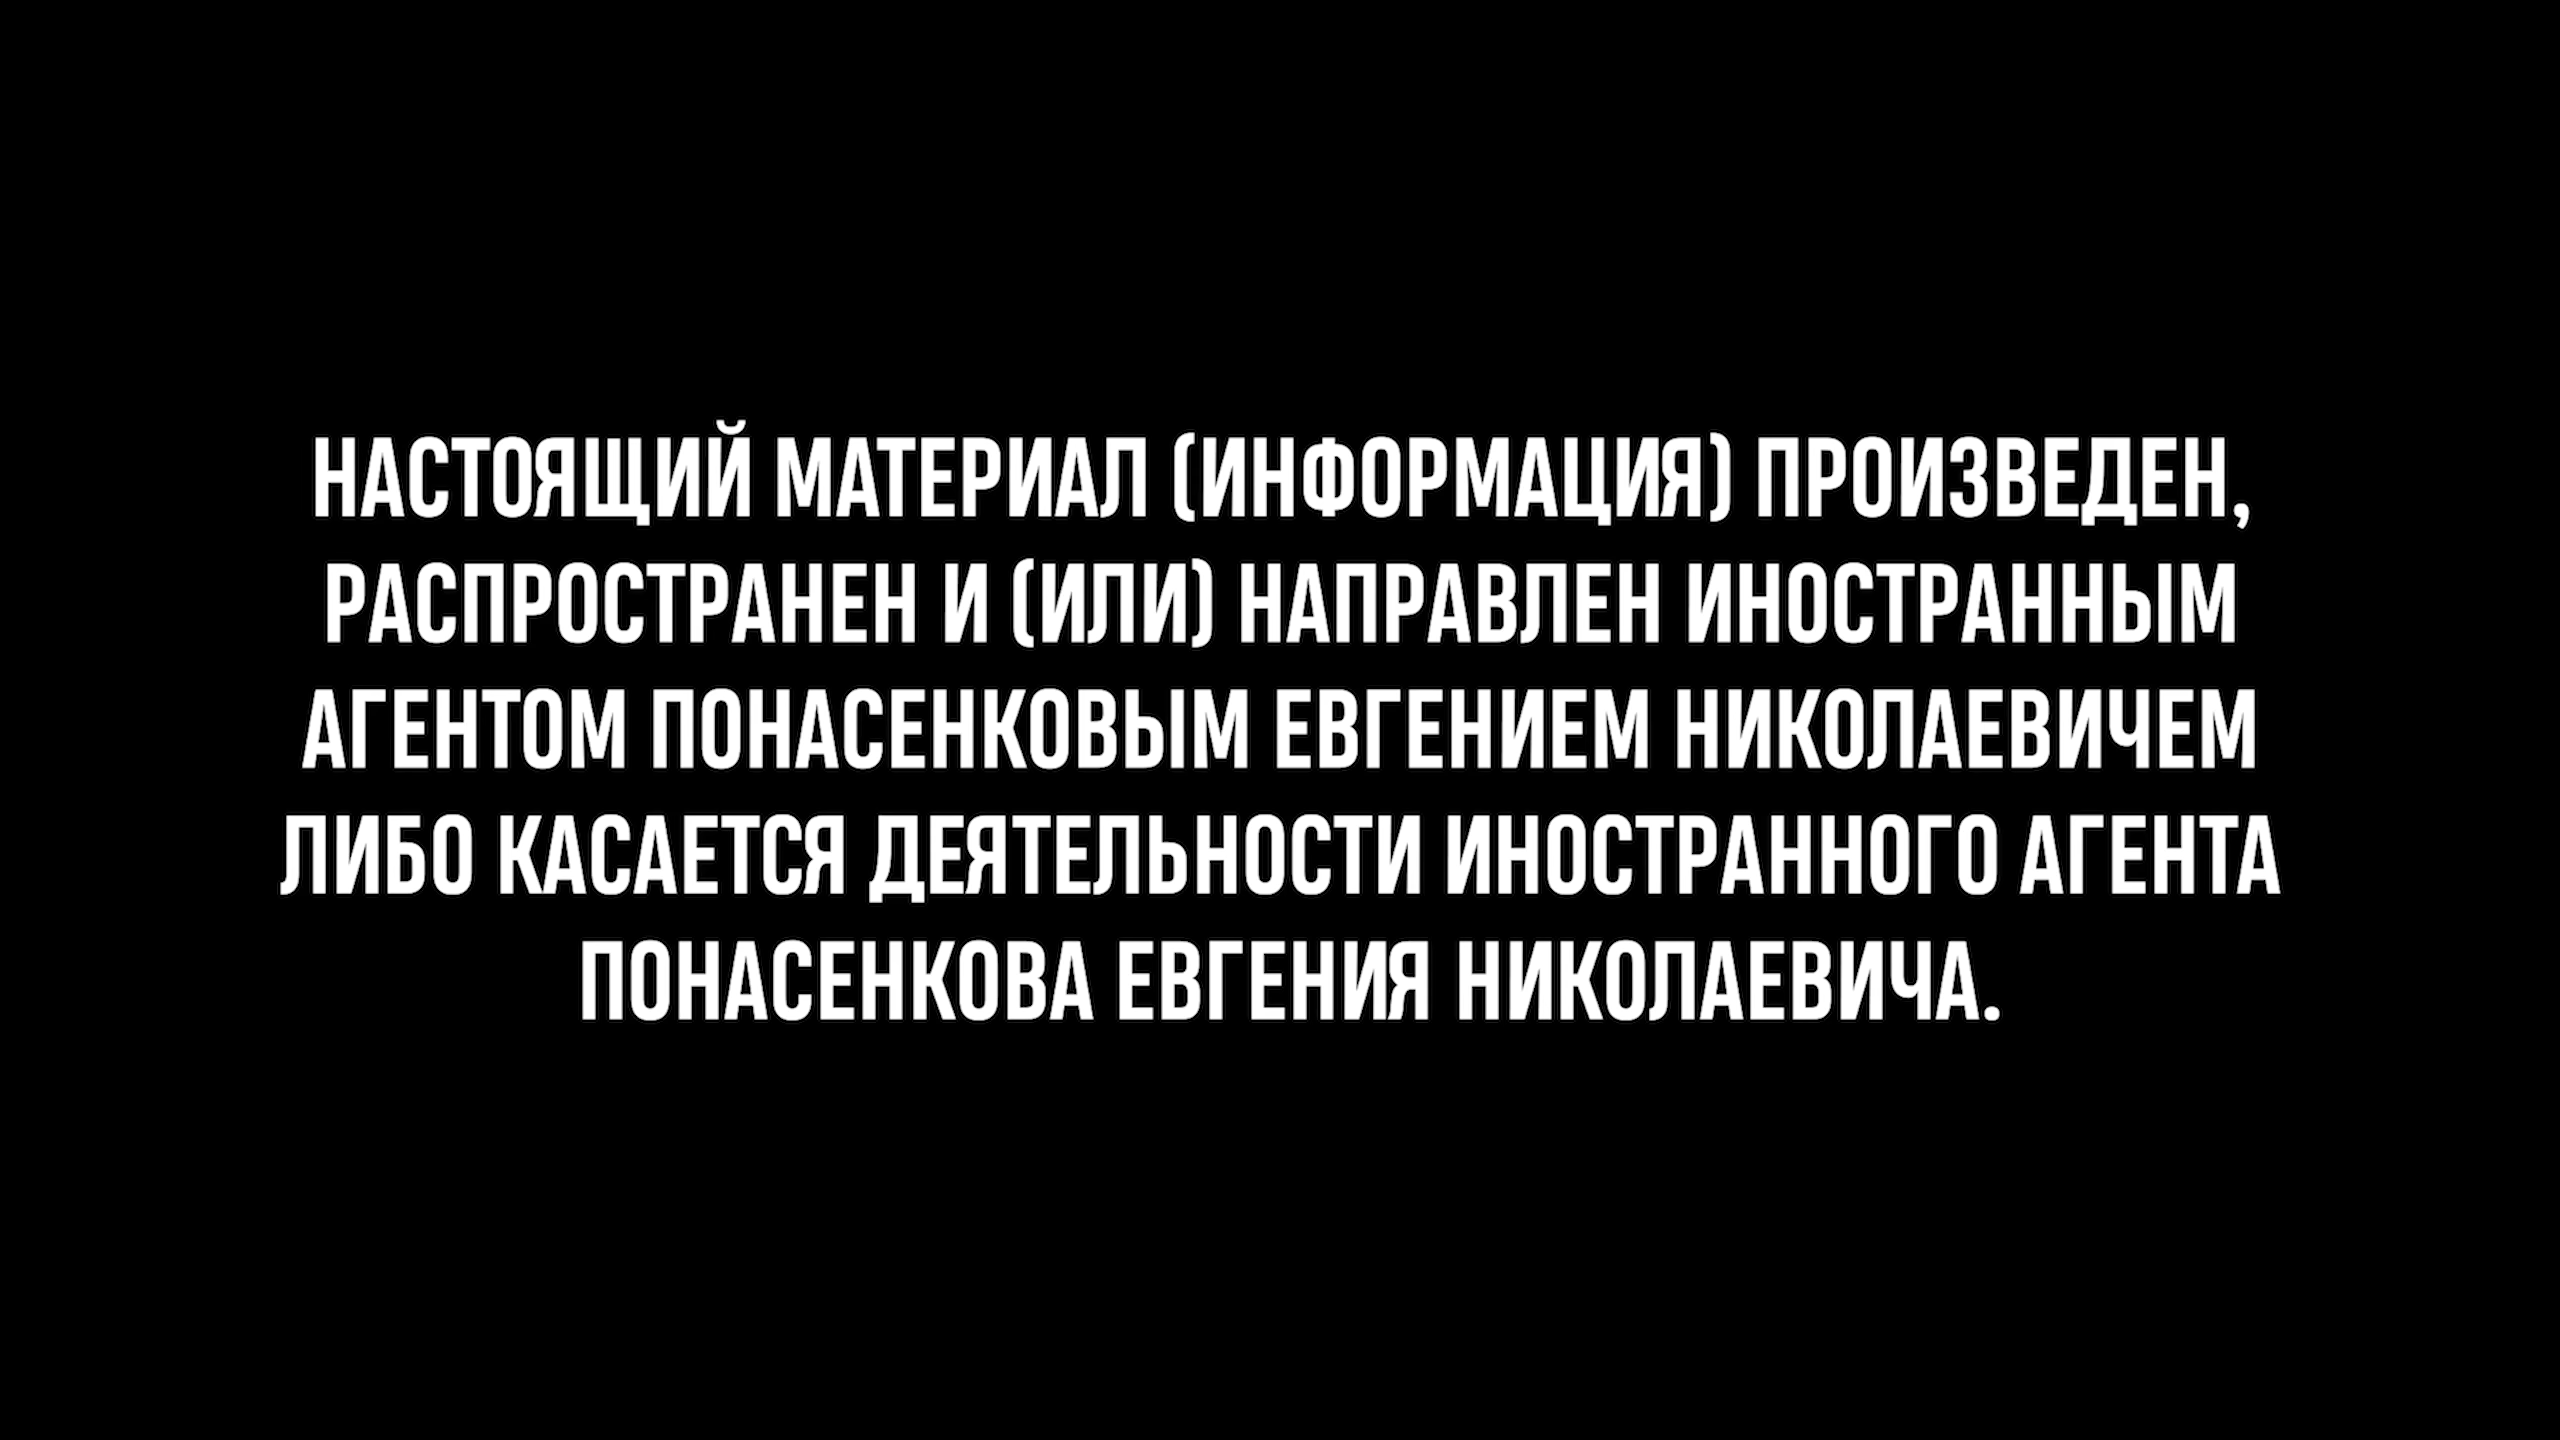 НАСТОЯЩИЙ МАТЕРИАЛ (ИНФОРМАЦИЯ) ПРОИЗВЕДЕН,
РАСПРОСТРАНЕН И (ИЛИ) НАПРАВЛЕН ИНОСТРАННЫМ
АГЕНТОМ ПОНАСЕНКОВЫМ ЕВГЕНИЕМ НИКОЛАЕВИЧЕМ
ЛИБО КАСАЕТСЯ ДЕЯТЕЛЬНОСТИ ИНОСТРАННОГО АГЕНТА
ПОНАСЕНКОВА ЕВГЕНИЯ НИКОЛАЕВИЧА.